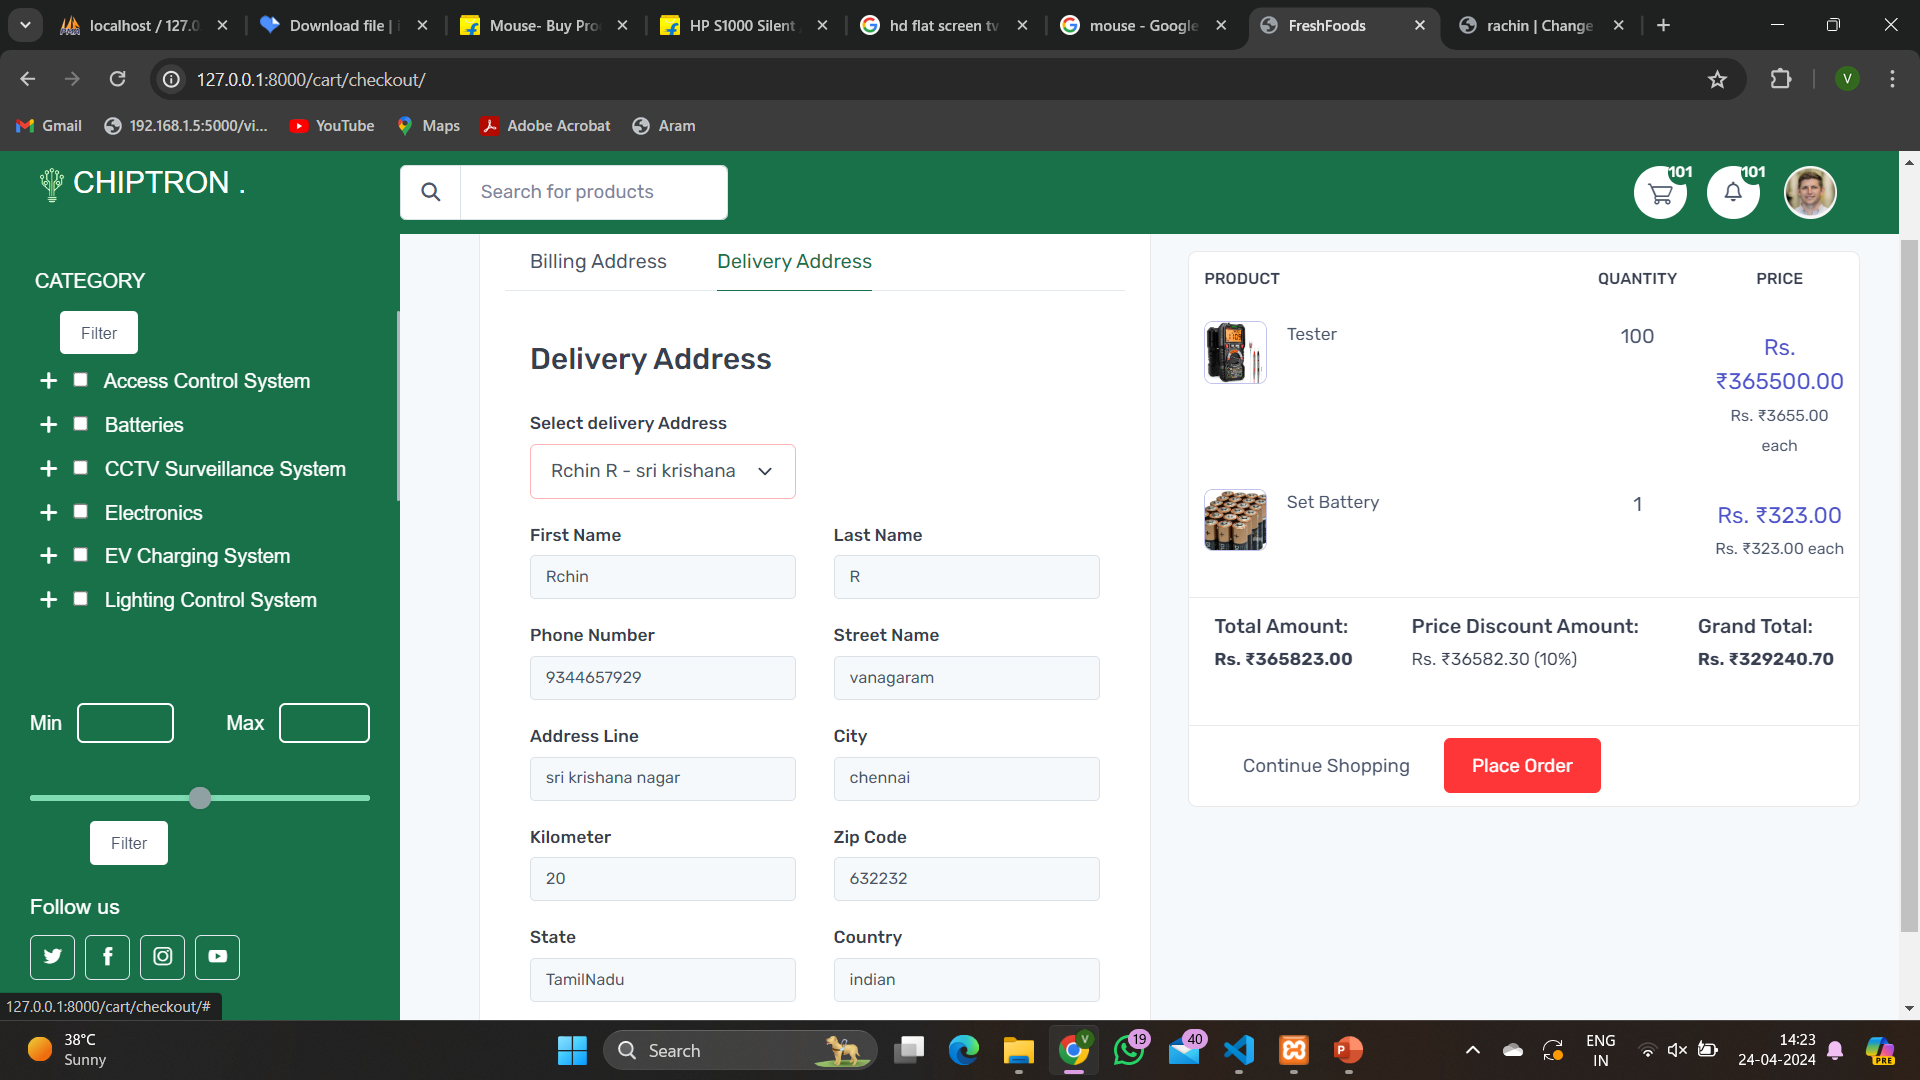 localhost / 127.0
Download file | i
Mouse- Buy Pro
HP S1000 Silent
hd flat screen tv
mouse - Google
FreshFoods
rachin | Change
127.0.0.1:8000/cart/checkout/
V
Gmail
192.168.1.5:5000/vi...
YouTube
Maps
Adobe Acrobat
Aram
CHIPTRON .
Search for products
101
101
CATEGORY
Filter
Access Control System
Batteries
CCTV Surveillance System
Electronics
EV Charging System
Lighting Control System
Min
Max
Filter
Follow us
127.0.0.1:8000/cart/checkout/#
Billing Address
Delivery Address
Delivery Address
Select delivery Address
Rchin R - sri krishana
First Name
Last Name
Rchin
R
Phone Number
Street Name
9344657929
vanagaram
Address Line
City
sri krishana nagar
chennai
Kilometer
Zip Code
20
632232
State
Country
TamilNadu
indian
PRODUCT QUANTITY PRICE
Tester
100
Rs.
₹365500.00
Rs. ₹3655.00
each
Set Battery
1
Rs. ₹323.00
Rs. ₹323.00 each
Total Amount:
Rs. ₹365823.00
Price Discount Amount:
Rs. ₹36582.30 (10%)
Grand Total:
Rs. ₹329240.70
Continue Shopping
Place Order
38°C
Sunny
Search
V
19
40
ENG
IN
14:23
24-04-2024
PRE